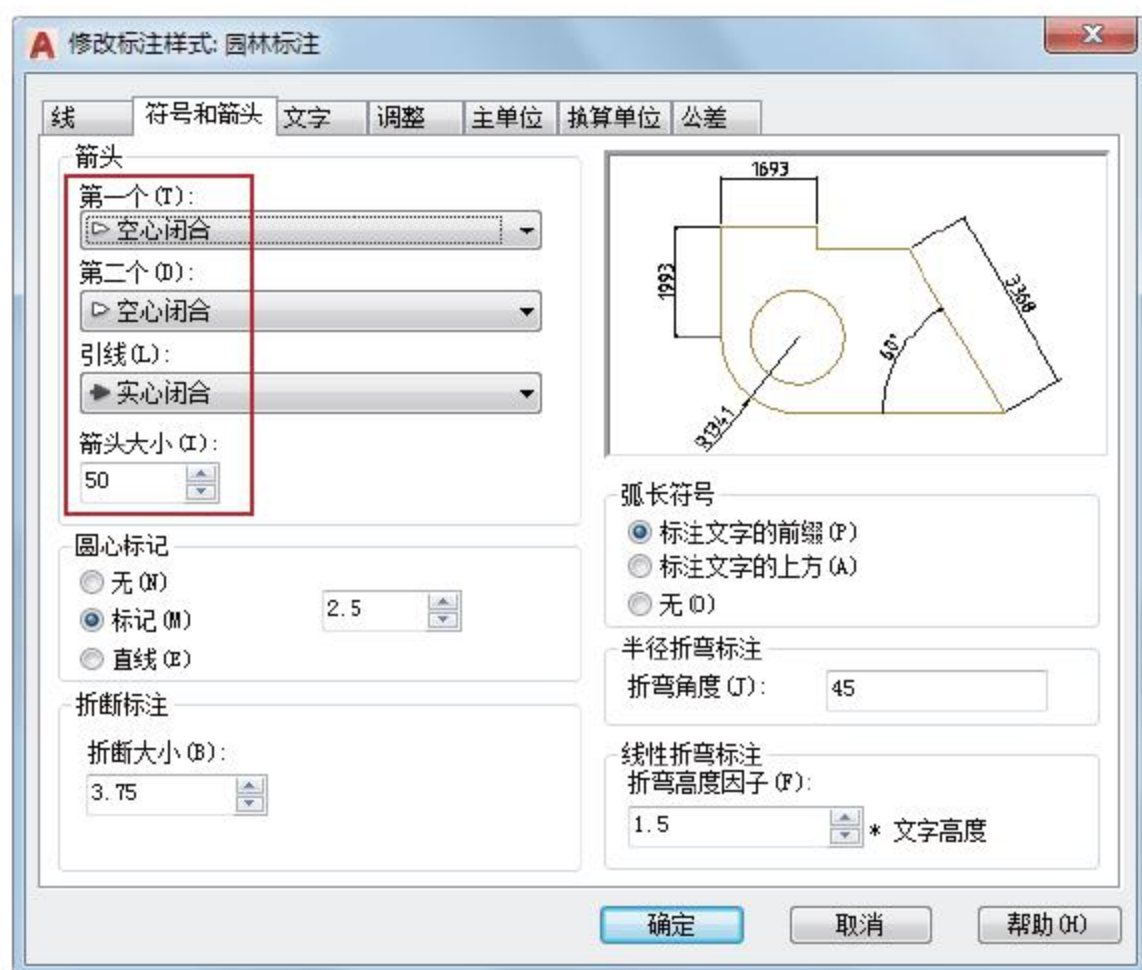 修改标注样式: 园林标注
线 符号和箭头 文字 调整 主单位 换算单位 公差
箭头
第一个(T):
空心闭合
第二个(D):
空心闭合
引线(L):
实心闭合
箭头大小(I):
50
圆心标记
无(N)
标记(M)
2.5
直线(E)
折断标注
折断大小(B):
3.75
1693
1993
3368
60°
R1341
弧长符号
标注文字的前缀(P)
标注文字的上方(A)
无(O)
半径折弯标注
折弯角度(J): 45
线性折弯标注
折弯高度因子(F):
1.5 * 文字高度
确定 取消 帮助(H)